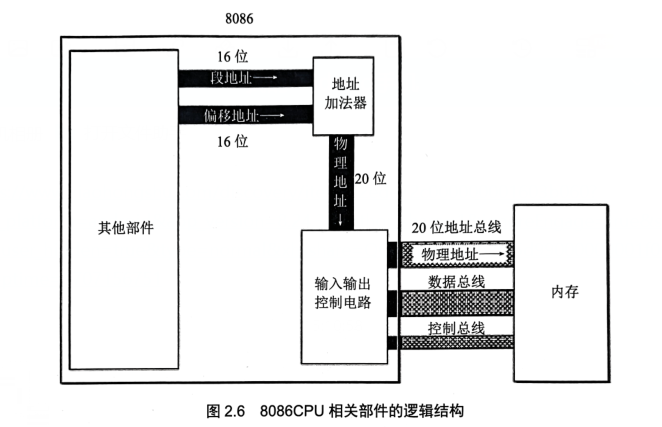 8086
16 位
段地址→
偏移地址→
16 位
地址
加法器
物
理
地
址
↓
20 位
其他部件
输入输出
控制电路
20 位地址总线
物理地址→
数据总线
控制总线
内存
图 2.6 8086CPU 相关部件的逻辑结构